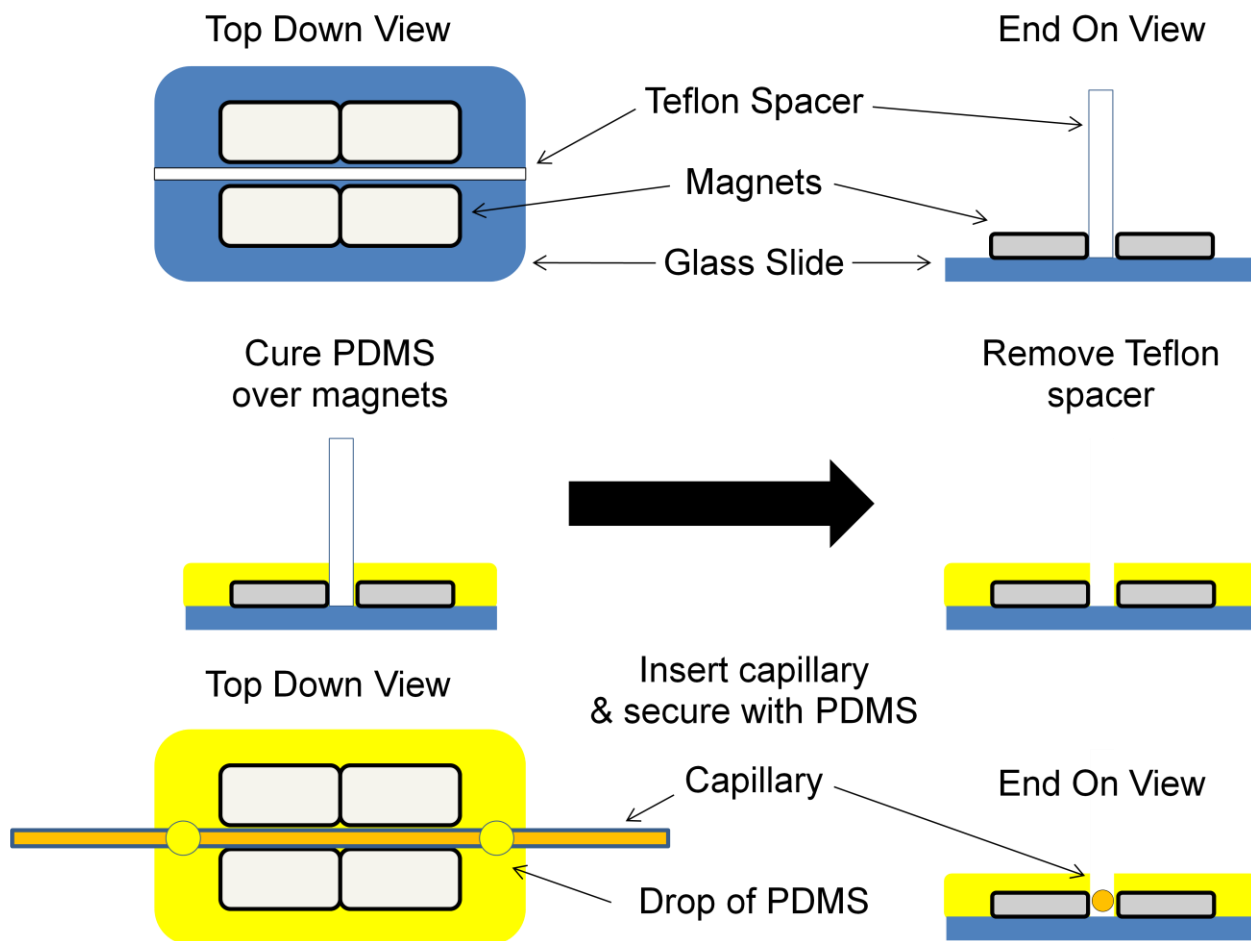 Top Down View
End On View
Teflon Spacer
Magnets
Glass Slide
Cure PDMS
over magnets
Remove Teflon
spacer
Top Down View
Insert capillary
& secure with PDMS
Capillary
End On View
Drop of PDMS